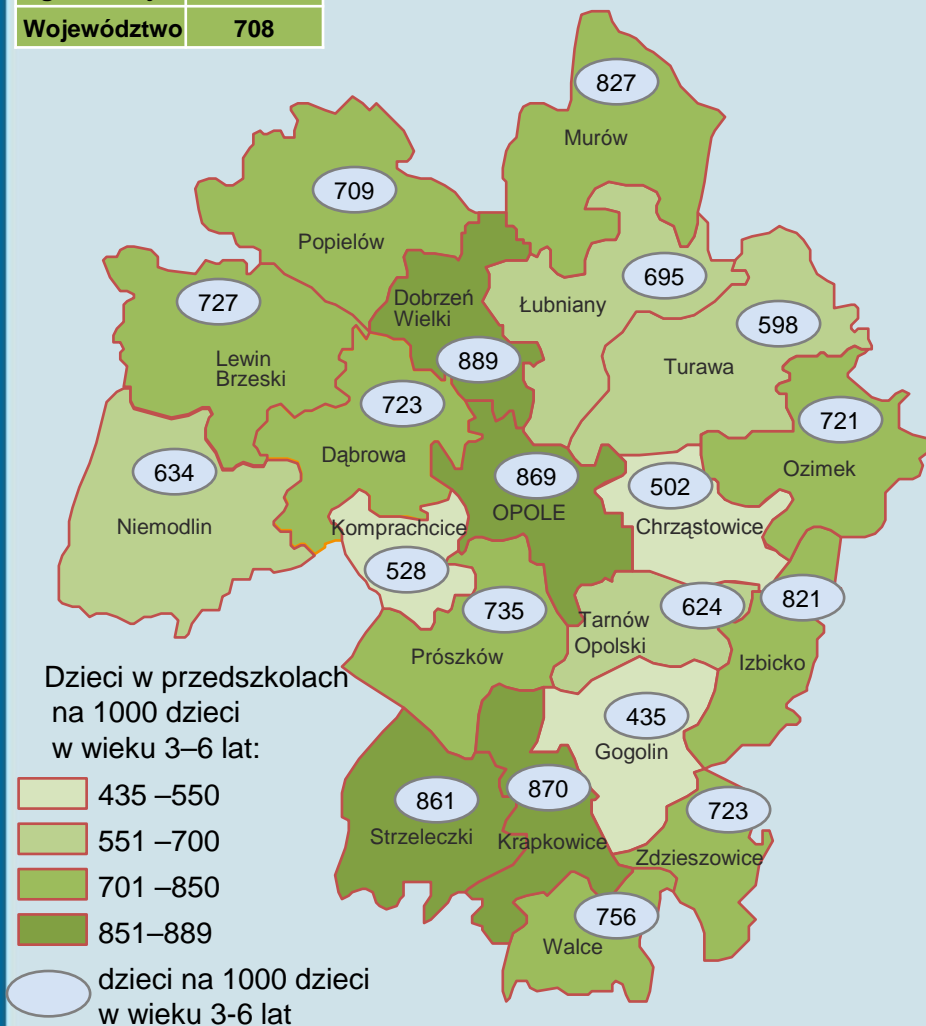 Województwo 708
827
Murów
709
Popielów
695
Łubniany
Dobrzeń
Wielki
889
727
Lewin
Brzeski
598
Turawa
723
Dąbrowa
721
Ozimek
634
Niemodlin
869
OPOLE
502
Chrząstowice
Komprachcice
528
735
Prószków
624
Tarnów
Opolski
821
Izbicko
435
Gogolin
861
Strzeleczki
870
Krapkowice
723
Zdzieszowice
756
Walce
Dzieci w przedszkolach
na 1000 dzieci
w wieku 3–6 lat:
435 –550
551 –700
701 –850
851–889
dzieci na 1000 dzieci
w wieku 3-6 lat